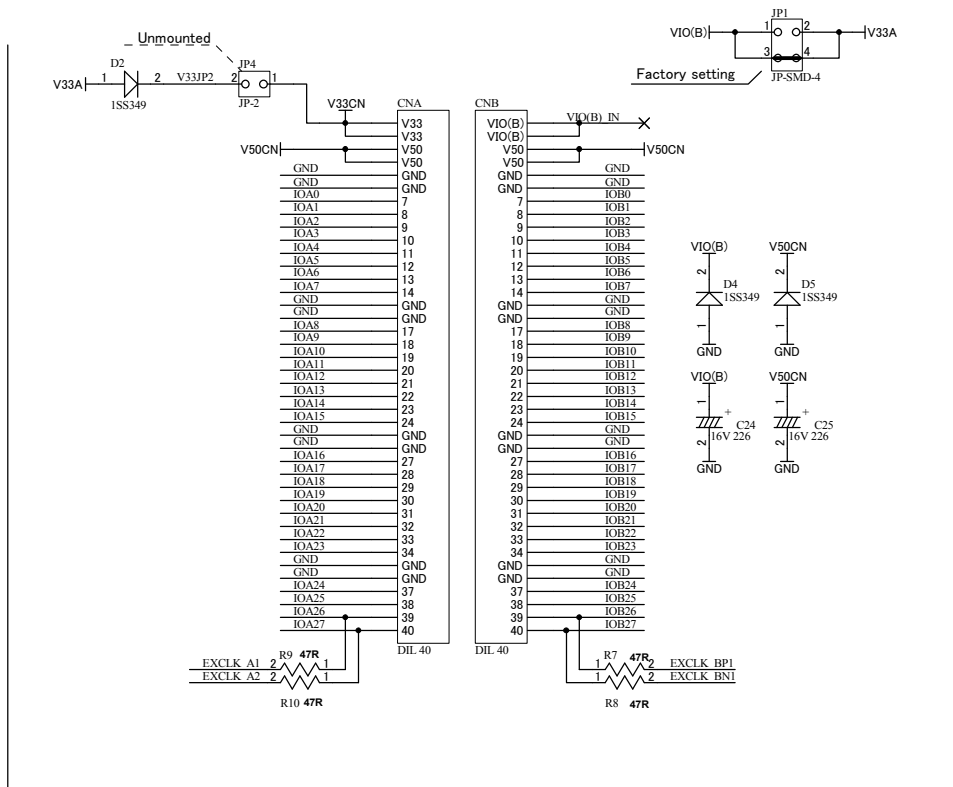 Unmounted
D2
V33A
1
2
1SS349
V33JP2
2
JP4
1
JP-2
V33CN
V50CN
CNA
V33
V33
V50
V50
GND GND
GND GND
IOA0 7
IOA1 8
IOA2 9
IOA3 10
IOA4 11
IOA5 12
IOA6 13
IOA7 14
GND GND
GND GND
IOA8 17
IOA9 18
IOA10 19
IOA11 20
IOA12 21
IOA13 22
IOA14 23
IOA15 24
GND GND
GND GND
IOA16 27
IOA17 28
IOA18 29
IOA19 30
IOA20 31
IOA21 32
IOA22 33
IOA23 34
GND GND
GND GND
IOA24 37
IOA25 38
IOA26 39
IOA27 40
DIL 40
R9 47R
EXCLK_A1 2 1
EXCLK_A2 2 1
R10 47R
CNB
VIO(B) VIO(B)_IN
VIO(B)
V50 V50CN
V50
GND GND
GND GND
7 IOB0
8 IOB1
9 IOB2
10 IOB3
11 IOB4
12 IOB5
13 IOB6
14 IOB7
GND GND
GND GND
17 IOB8
18 IOB9
19 IOB10
20 IOB11
21 IOB12
22 IOB13
23 IOB14
24 IOB15
GND GND
GND GND
27 IOB16
28 IOB17
29 IOB18
30 IOB19
31 IOB20
32 IOB21
33 IOB22
34 IOB23
GND GND
GND GND
37 IOB24
38 IOB25
39 IOB26
40 IOB27
DIL 40
R7 47R
1 2 EXCLK_BP1
1 2 EXCLK_BN1
R8 47R
JP1
VIO(B) 1 2 V33A
3 4
JP-SMD-4
Factory setting
VIO(B)
2
D4
1SS349
1
GND
V50CN
2
D5
1SS349
1
GND
VIO(B)
1
+
C24
16V 226
2
GND
V50CN
1
+
C25
16V 226
2
GND